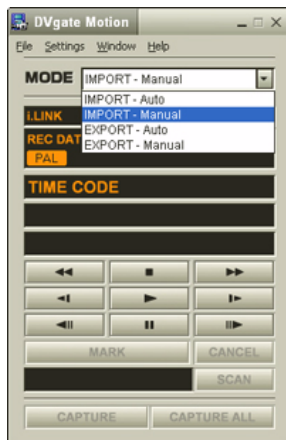 DVgate Motion
File Settings Window Help
MODE IMPORT - Manual
IMPORT - Auto
i.LINK IMPORT - Manual
EXPORT - Auto
REC DAT EXPORT - Manual
PAL
TIME CODE
MARK CANCEL
SCAN
CAPTURE CAPTURE ALL